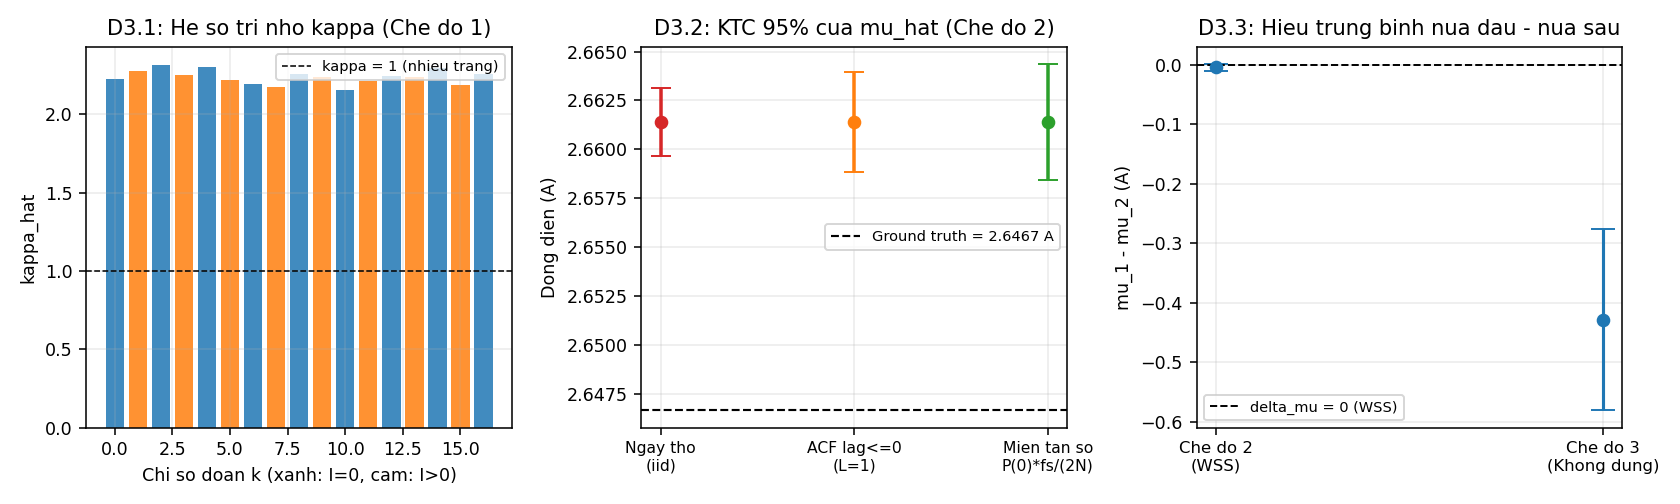 D3.1: He so tri nho kappa (Che do 1)
kappa = 1 (nhieu trang)
kappa_hat
2.0
1.5
1.0
0.5
0.0
0.0 2.5 5.0 7.5 10.0 12.5 15.0
Chi so doan k (xanh: I=0, cam: I>0)
D3.2: KTC 95% cua mu_hat (Che do 2)
Dong dien (A)
2.6650
2.6625
2.6600
2.6575
2.6550
2.6525
2.6500
2.6475
Ground truth = 2.6467 A
Ngay tho
(iid)
ACF lag<=0
(L=1)
Mien tan so
P(0)*fs/(2N)
D3.3: Hieu trung binh nua dau - nua sau
mu_1 - mu_2 (A)
0.0
−0.1
−0.2
−0.3
−0.4
−0.5
−0.6
delta_mu = 0 (WSS)
Che do 2
(WSS)
Che do 3
(Khong dung)